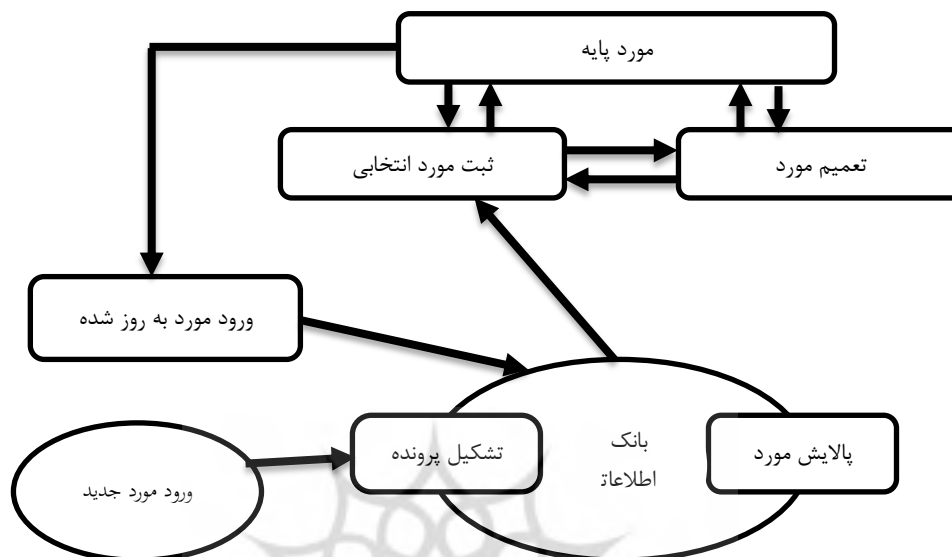 مورد پایه
تعمیم مورد
ثبت مورد انتخابی
ورود مورد به روز شده
بانک
اطلاعات
پالایش مورد
تشکیل پرونده
ورود مورد جدید